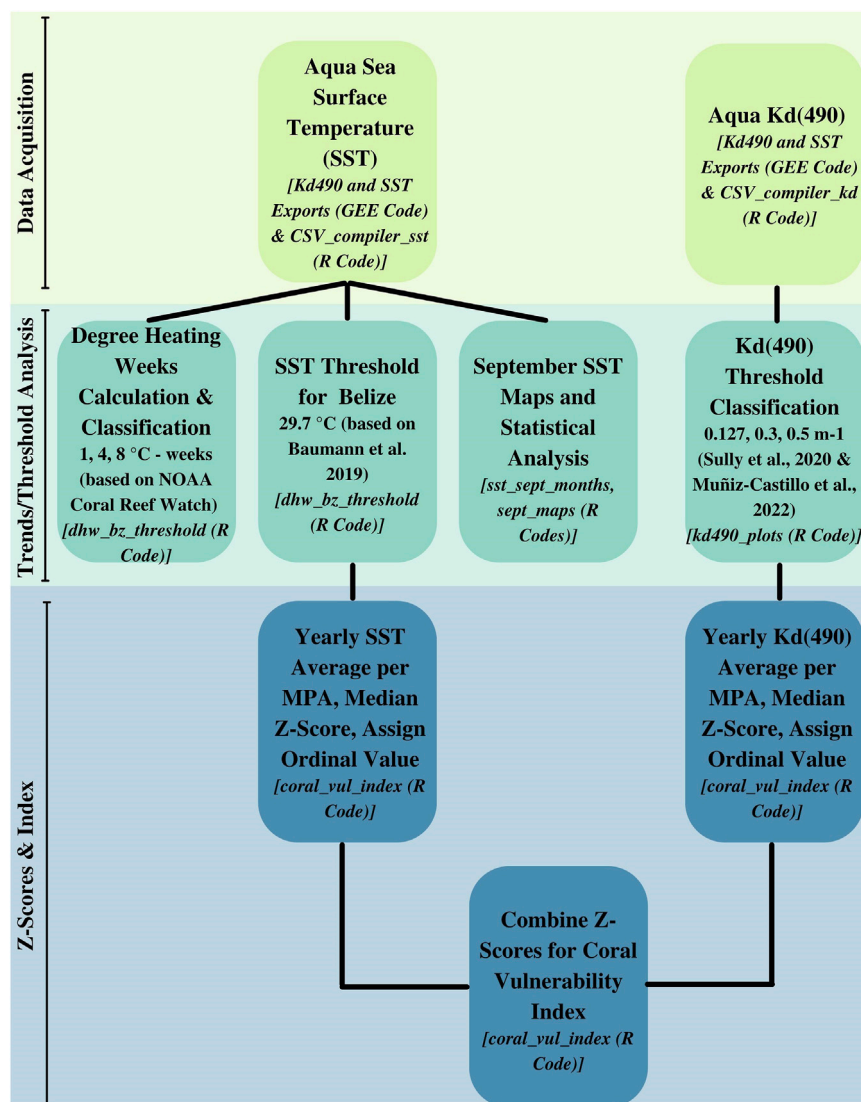 Data Acquisition
Aqua Sea
Surface
Temperature
(SST)
[Kd490 and SST
Exports (GEE Code)
& CSV_compiler_sst
(R Code)]
Aqua Kd(490)
[Kd490 and SST
Exports (GEE Code)
& CSV_compiler_kd
(R Code)]
Trends/Threshold Analysis
Degree Heating
Weeks
Calculation &
Classification
1, 4, 8 °C - weeks
(based on NOAA
Coral Reef Watch)
[dhw_bz_threshold (R
Code)]
SST Threshold
for Belize
29.7 °C (based on
Baumann et al.
2019)
[dhw_bz_threshold
(R Code)]
September SST
Maps and
Statistical
Analysis
[sst_sept_months,
sept_maps (R
Codes)]
Kd(490)
Threshold
Classification
0.127, 0.3, 0.5 m-1
(Sully et al., 2020 &
Muñiz-Castillo et al.,
2022)
[kd490_plots (R Code)]
Z-Scores & Index
Yearly SST
Average per
MPA, Median
Z-Score, Assign
Ordinal Value
[coral_vul_index (R
Code)]
Yearly Kd(490)
Average per
MPA, Median
Z-Score, Assign
Ordinal Value
[coral_vul_index (R
Code)]
Combine Z-
Scores for Coral
Vulnerability
Index
[coral_vul_index (R
Code)]